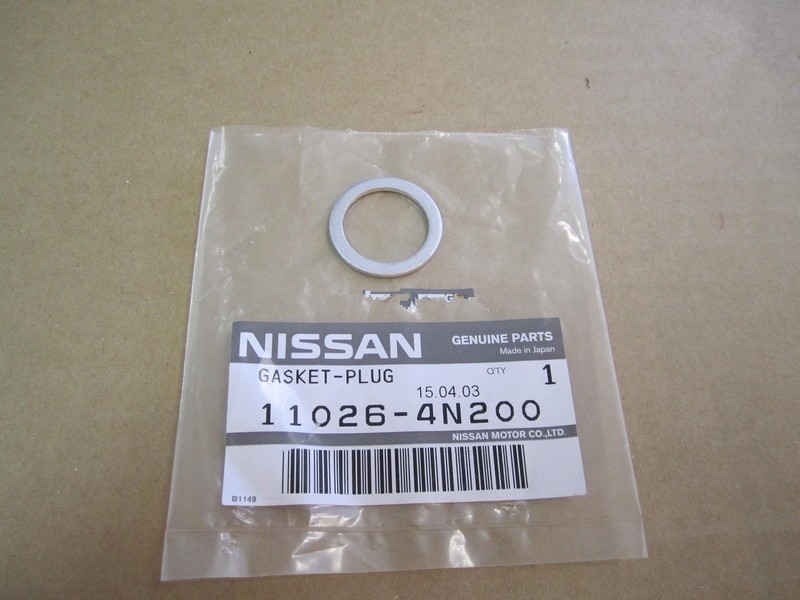 NISSAN
GENUINE PARTS
Made in Japan
GASKET-PLUG
Q'TY 1
15.04.03
11026-4N200
NISSAN MOTOR CO.,LTD.
B1149